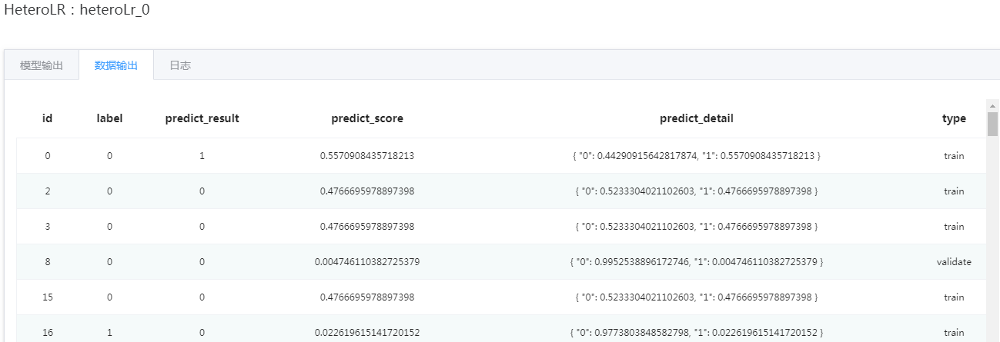 HeteroLR : heteroLr_0
模型输出 数据输出 日志
id label predict_result predict_score predict_detail type
0 0 1 0.5570908435718213 { "0": 0.44290915642817874, "1": 0.5570908435718213 } train
2 0 0 0.4766695978897398 { "0": 0.5233304021102603, "1": 0.4766695978897398 } train
3 0 0 0.4766695978897398 { "0": 0.5233304021102603, "1": 0.4766695978897398 } train
8 0 0 0.004746110382725379 { "0": 0.9952538896172746, "1": 0.004746110382725379 } validate
15 0 0 0.4766695978897398 { "0": 0.5233304021102603, "1": 0.4766695978897398 } train
16 1 0 0.022619615141720152 { "0": 0.9773803848582798, "1": 0.022619615141720152 } train